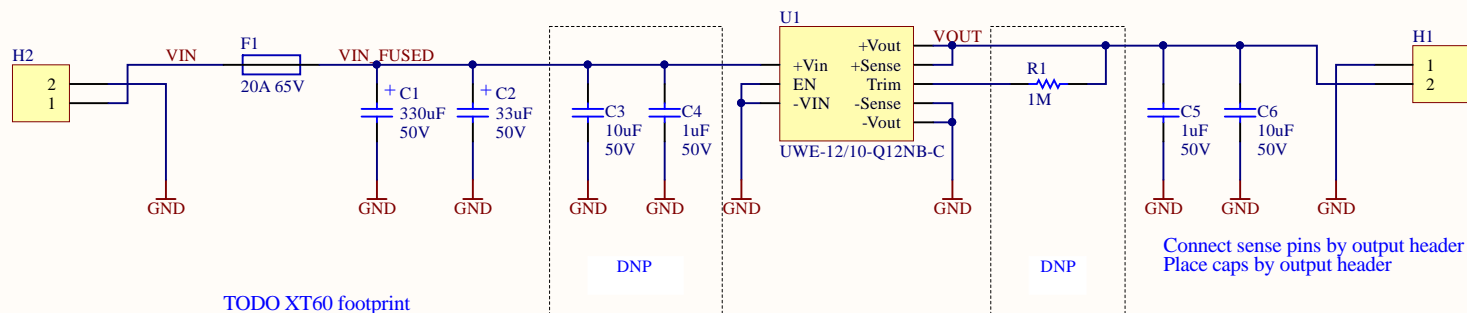 H2
2
1
VIN
F1
20A 65V
VIN_FUSED
+
C1
330uF
50V
+
C2
33uF
50V
C3
10uF
50V
C4
1uF
50V
U1
+Vin
EN
-VIN
+Vout
+Sense
Trim
-Sense
-Vout
UWE-12/10-Q12NB-C
VOUT
R1
1M
C5
1uF
50V
C6
10uF
50V
H1
1
2
GND
GND
GND
GND
GND
GND
GND
GND
GND
GND
DNP
DNP
Connect sense pins by output header
Place caps by output header
TODO XT60 footprint